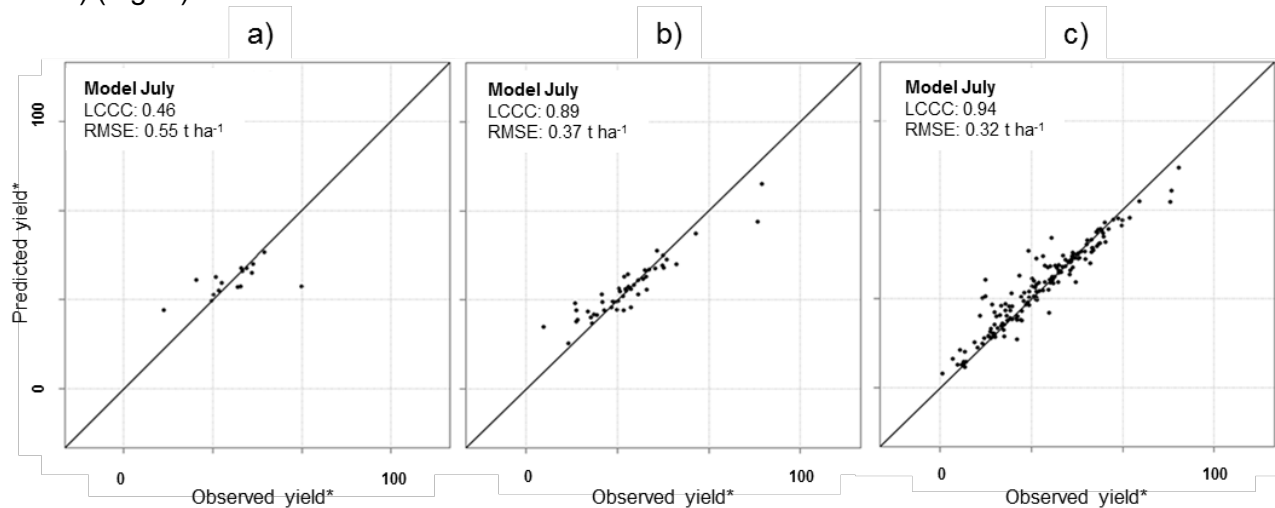 a)
b)
c)
Model July
LCCC: 0.46
RMSE: 0.55 t ha-1
Model July
LCCC: 0.89
RMSE: 0.37 t ha-1
Model July
LCCC: 0.94
RMSE: 0.32 t ha-1
100
0
Predicted yield*
0
100
0
100
0
100
Observed yield*
Observed yield*
Observed yield*